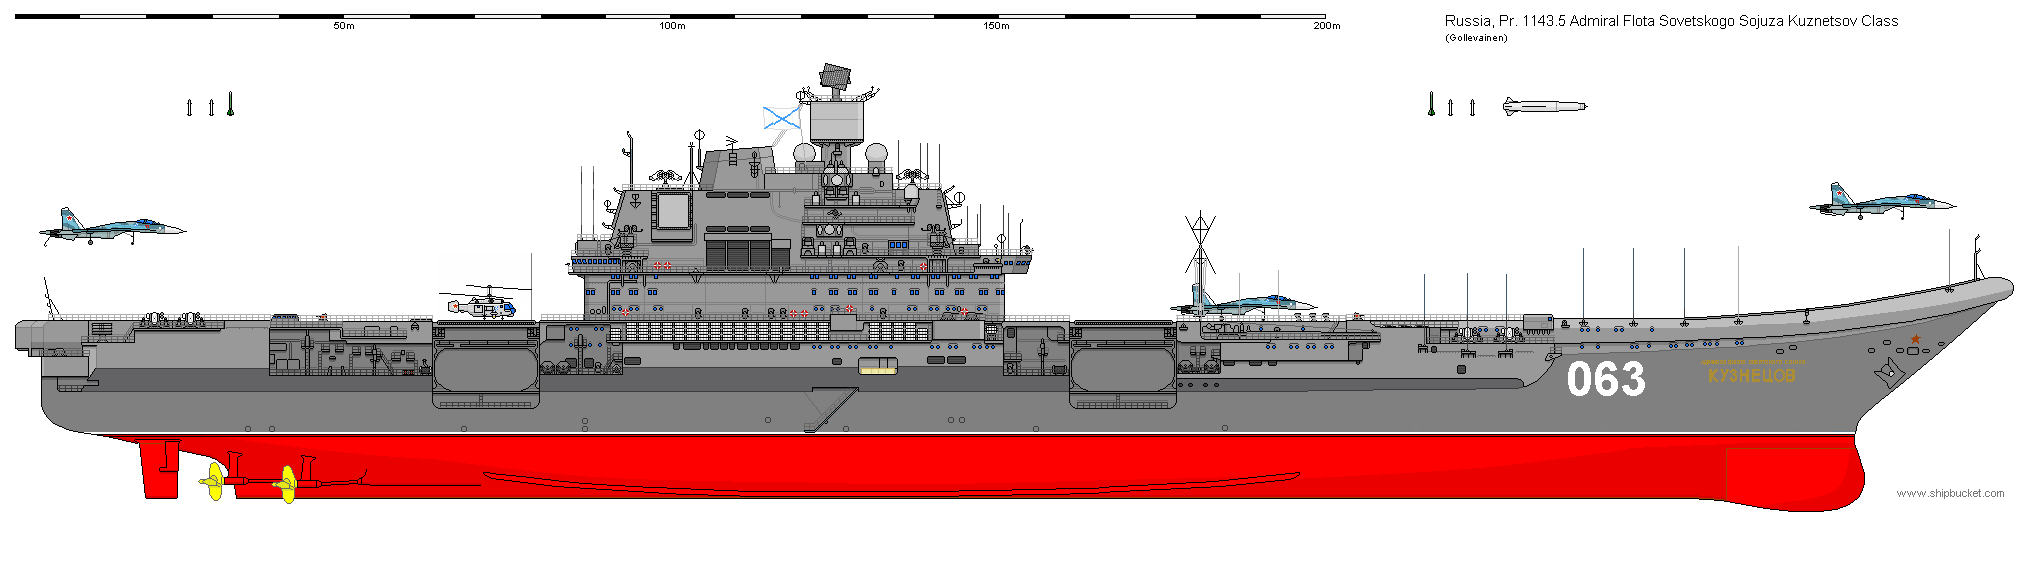 50m 100m 150m 200m
Russia, Pr. 1143.5 Admiral Flota Sovetskogo Sojuza Kuznetsov Class
(Gollevainen)
063
КУЗНЕЦОВ
www.shipbucket.com